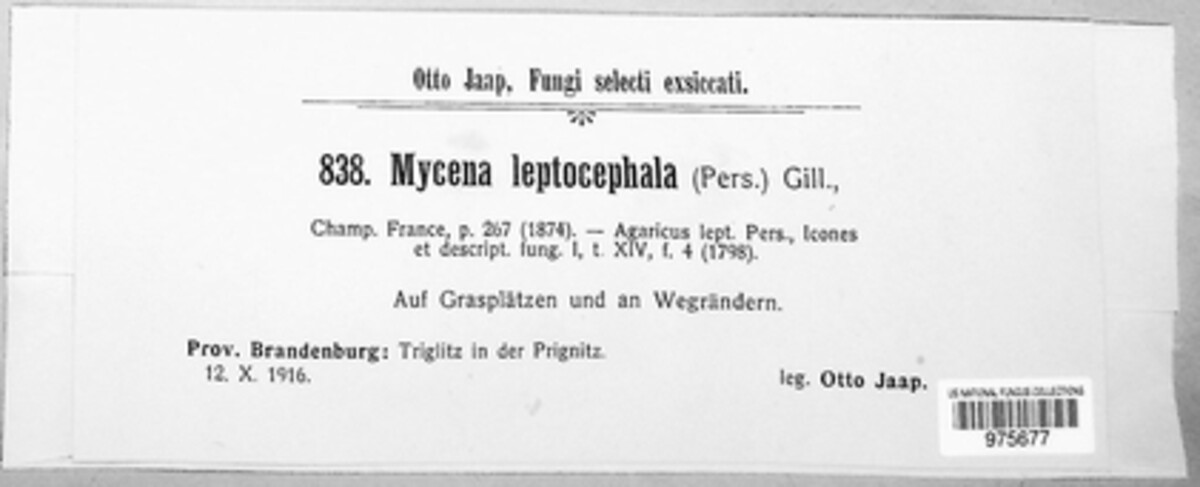 Otto Jaap, Fungi selecti exsiccati.
838. Mycena leptocephala (Pers.) Gill.,
Champ. France, p. 267 (1874). — Agaricus lept. Pers., Icones
et descript. fung. I, t. XIV, f. 4 (1798).
Auf Grasplätzen und an Wegrändern.
Prov. Brandenburg: Triglitz in der Prignitz.
12. X. 1916.
leg. Otto Jaap.
US NATIONAL FUNGUS COLLECTIONS
975677